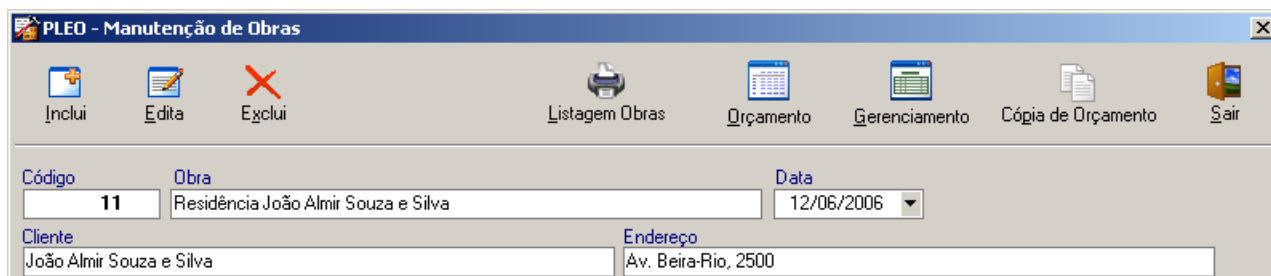 PLEO - Manutenção de Obras
Inclui Edita Exclui Listagem Obras Orçamento Gerenciamento Cópia de Orçamento Sair
Código Obra Data
11 Residência João Almir Souza e Silva 12/06/2006
Cliente Endereço
João Almir Souza e Silva Av. Beira-Rio, 2500